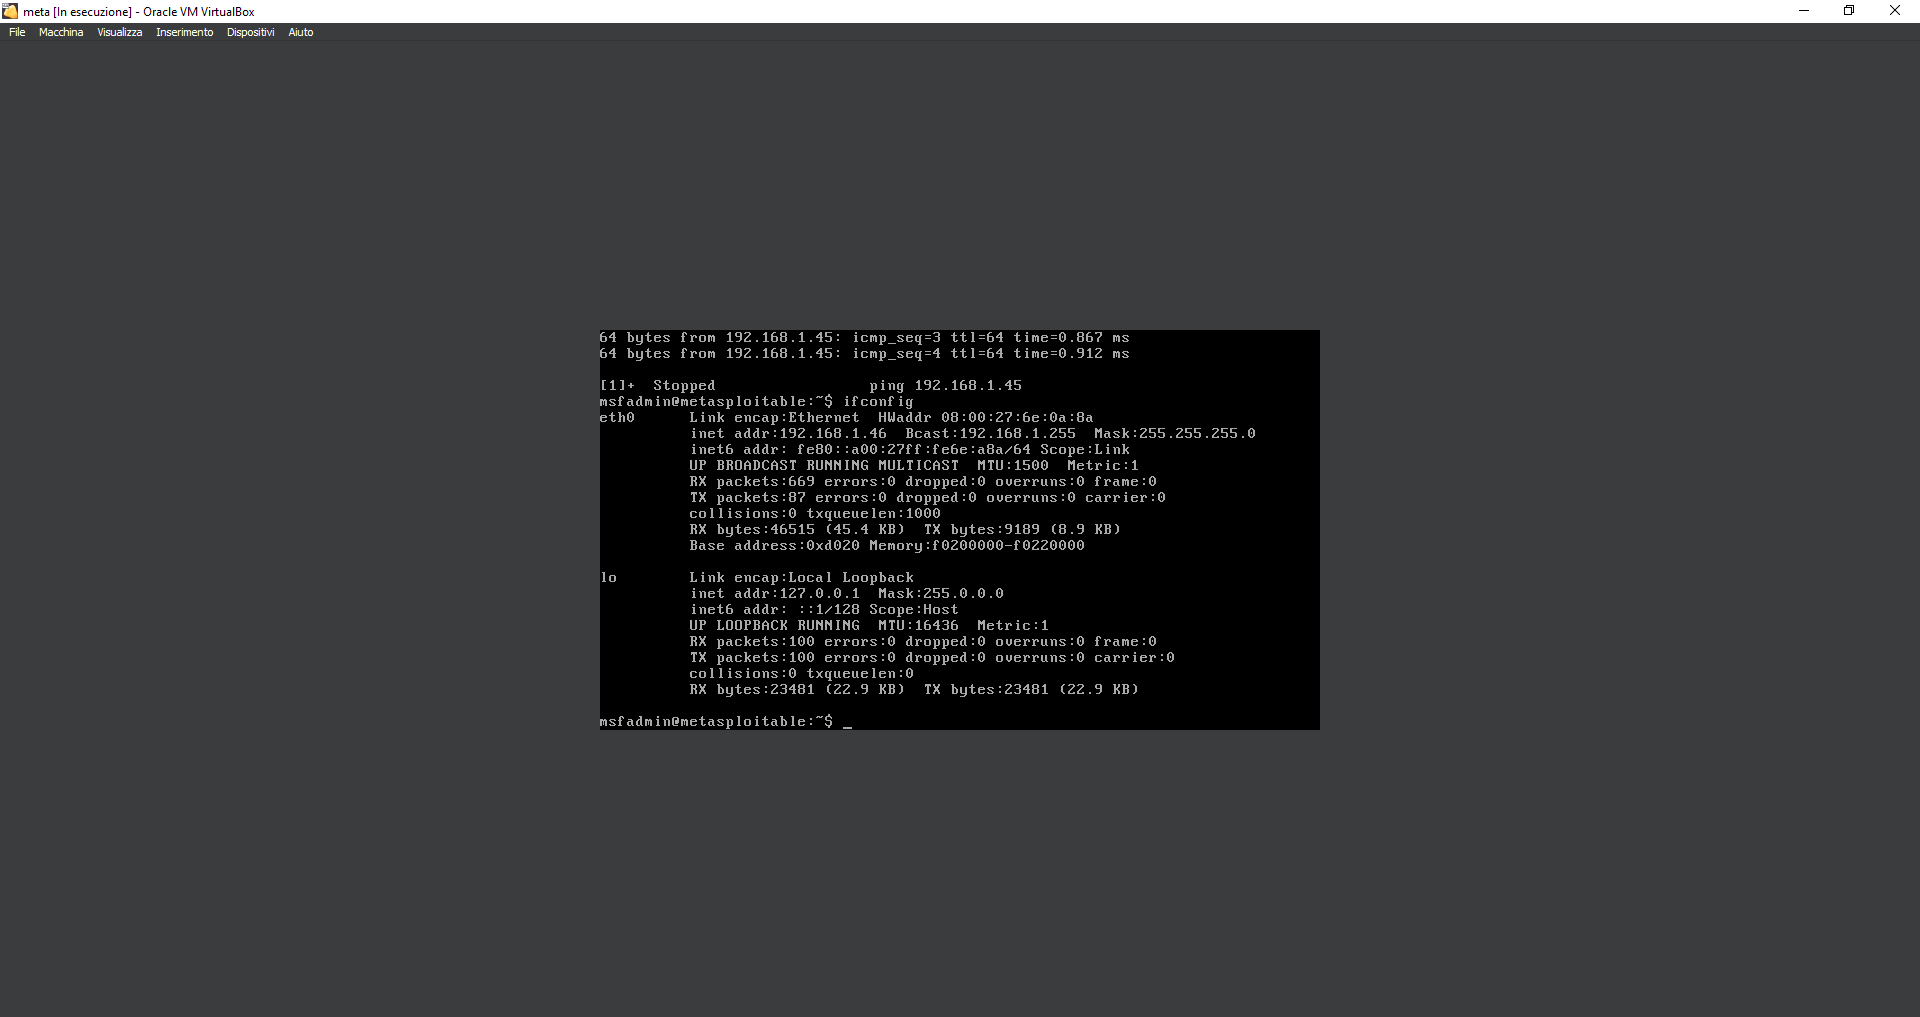 meta [In esecuzione] - Oracle VM VirtualBox
File Macchina Visualizza Inserimento Dispositivi Aiuto
64 bytes from 192.168.1.45: icmp_seq=3 ttl=64 time=0.867 ms
64 bytes from 192.168.1.45: icmp_seq=4 ttl=64 time=0.912 ms
[1]+  Stopped                 ping 192.168.1.45
msfadmin@metasploitable:~$ ifconfig
eth0      Link encap:Ethernet  HWaddr 08:00:27:6e:0a:8a
          inet addr:192.168.1.46  Bcast:192.168.1.255  Mask:255.255.255.0
          inet6 addr: fe80::a00:27ff:fe6e:a8a/64 Scope:Link
          UP BROADCAST RUNNING MULTICAST  MTU:1500  Metric:1
          RX packets:669 errors:0 dropped:0 overruns:0 frame:0
          TX packets:87 errors:0 dropped:0 overruns:0 carrier:0
          collisions:0 txqueuelen:1000
          RX bytes:46515 (45.4 KB)  TX bytes:9189 (8.9 KB)
          Base address:0xd020 Memory:f0200000-f0220000
lo        Link encap:Local Loopback
          inet addr:127.0.0.1  Mask:255.0.0.0
          inet6 addr: ::1/128 Scope:Host
          UP LOOPBACK RUNNING  MTU:16436  Metric:1
          RX packets:100 errors:0 dropped:0 overruns:0 frame:0
          TX packets:100 errors:0 dropped:0 overruns:0 carrier:0
          collisions:0 txqueuelen:0
          RX bytes:23481 (22.9 KB)  TX bytes:23481 (22.9 KB)
msfadmin@metasploitable:~$ _